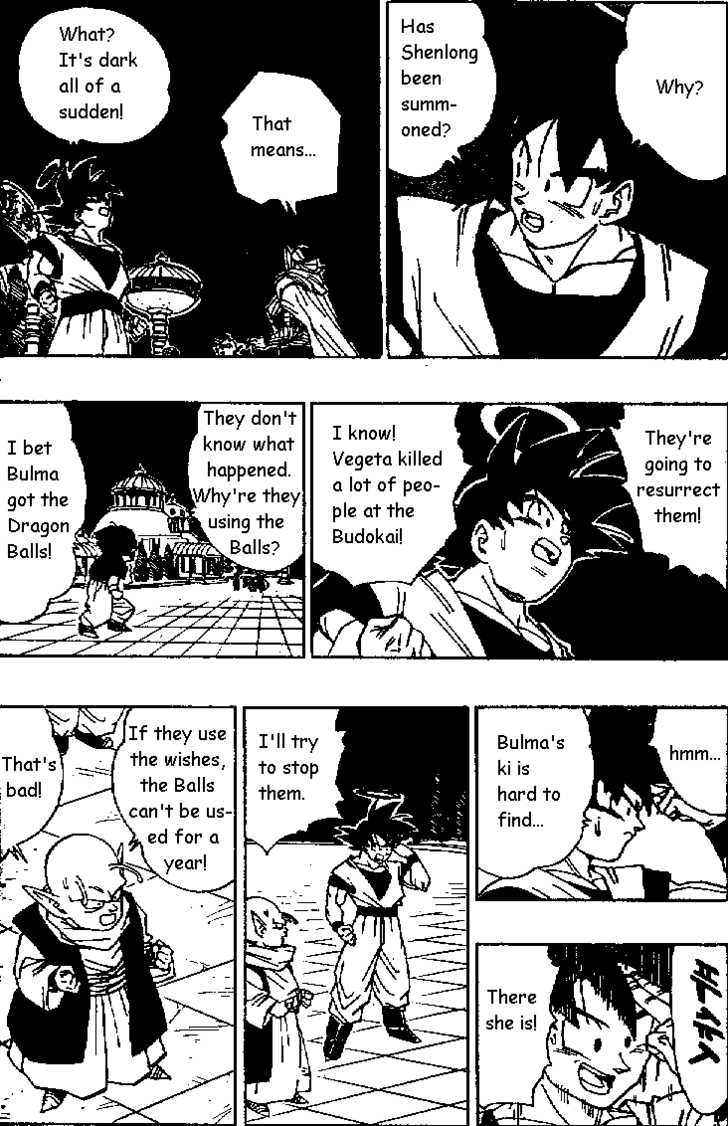 What?
It's dark
all of a
sudden!
That
means...
Has
Shenlong
been
summ-
oned?
Why?
I bet
Bulma
got the
Dragon
Balls!
They don't
know what
happened.
Why're they
using the
Balls?
I know!
Vegeta killed
a lot of peo-
ple at the
Budokai!
They're
going to
resurrect
them!
That's
bad!
If they use
the wishes,
the Balls
can't be us-
ed for a
year!
I'll try
to stop
them.
Bulma's
ki is
hard to
find...
hmm...
There
she is!